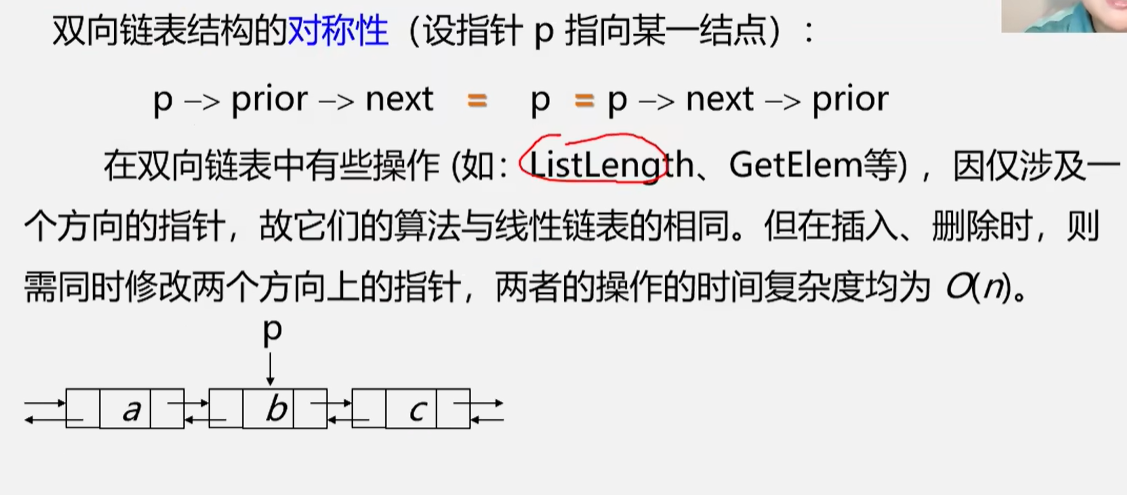 双向链表结构的对称性（设指针 p 指向某一结点）：
p –> prior –> next = p = p –> next –> prior
在双向链表中有些操作 (如：ListLength、GetElem等) ，因仅涉及一
个方向的指针，故它们的算法与线性链表的相同。但在插入、删除时，则
需同时修改两个方向上的指针，两者的操作的时间复杂度均为 O(n)。
p
a b c